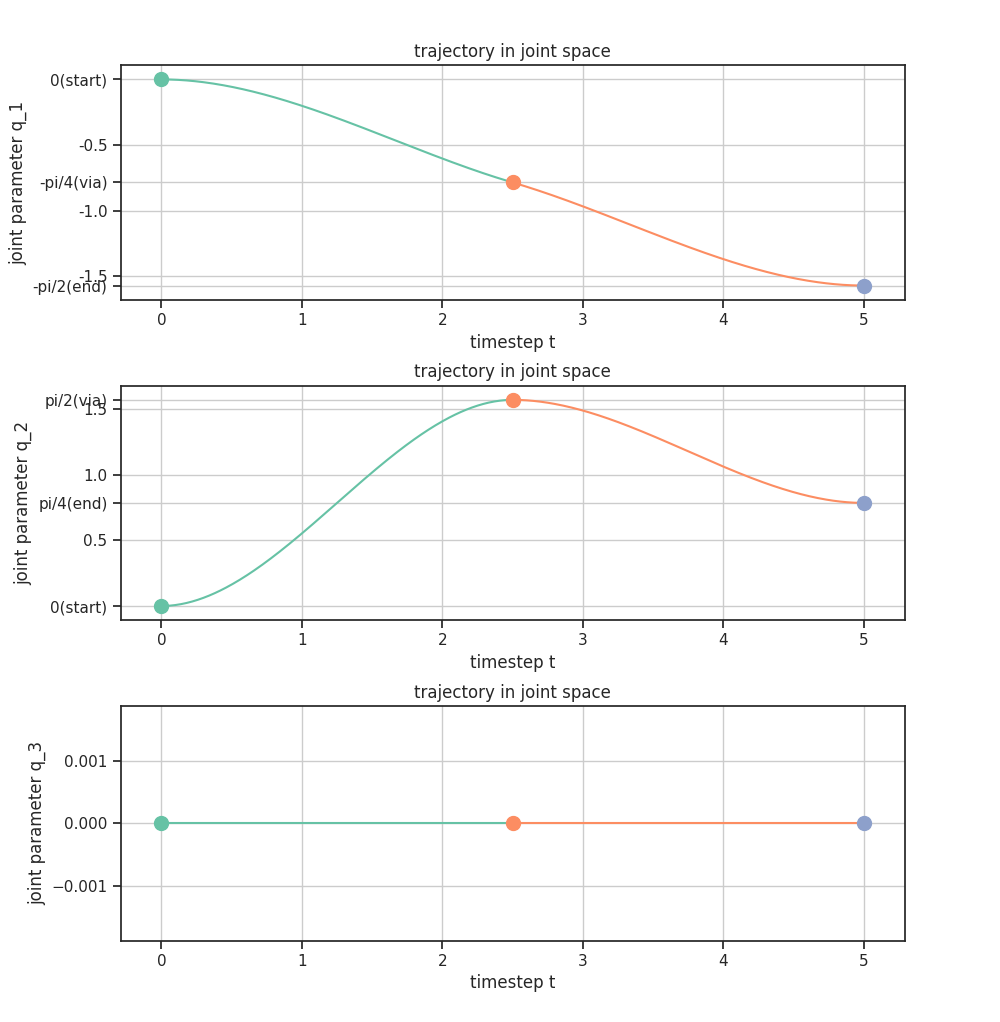 trajectory in joint space
joint parameter q_1
0(start)
-0.5
-pi/4(via)
-1.0
-1.5
-pi/2(end)
0 1 2 3 4 5
timestep t
trajectory in joint space
joint parameter q_2
pi/2(via)
1.5
1.0
pi/4(end)
0.5
0(start)
0 1 2 3 4 5
timestep t
trajectory in joint space
joint parameter q_3
0.001
0.000
−0.001
0 1 2 3 4 5
timestep t